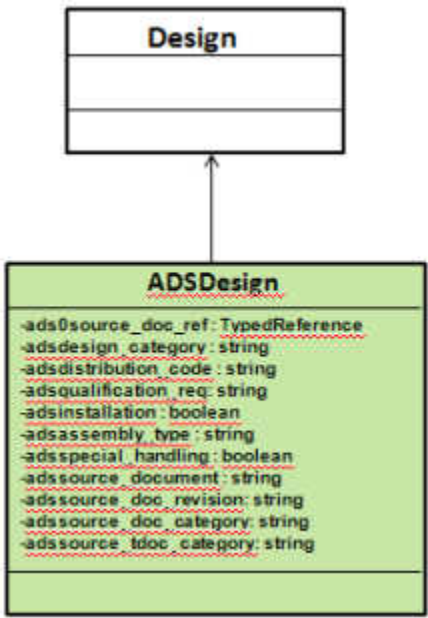 Design
ADSDesign
-ads0source_doc_ref : TypedReference
-adsdesign_category : string
-adsdistribution_code : string
-adsqualification_req: string
-adsinstallation : boolean
-adsassembly_type : string
-adsspecial_handling : boolean
-adssource_document : string
-adssource_doc_revision: string
-adssource_doc_category: string
-adssource_tdoc_category: string